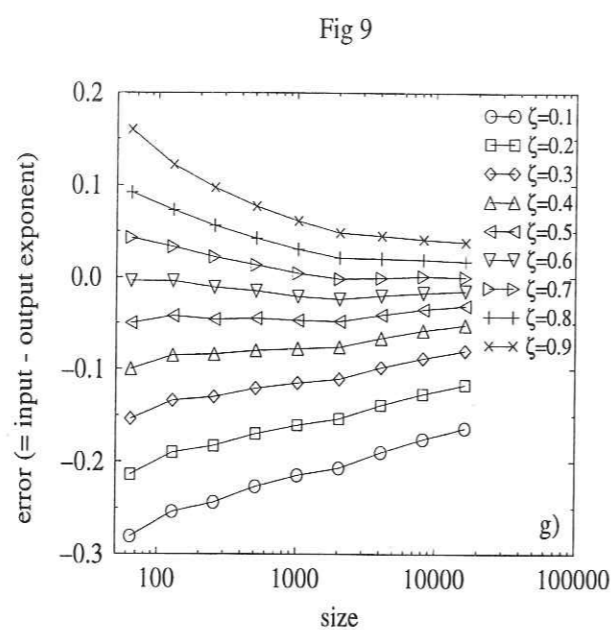 Fig 9
error (= input - output exponent)
0.2
0.1
0.0
−0.1
−0.2
−0.3
ζ=0.1
ζ=0.2
ζ=0.3
ζ=0.4
ζ=0.5
ζ=0.6
ζ=0.7
ζ=0.8
ζ=0.9
g)
100
1000
10000
100000
size